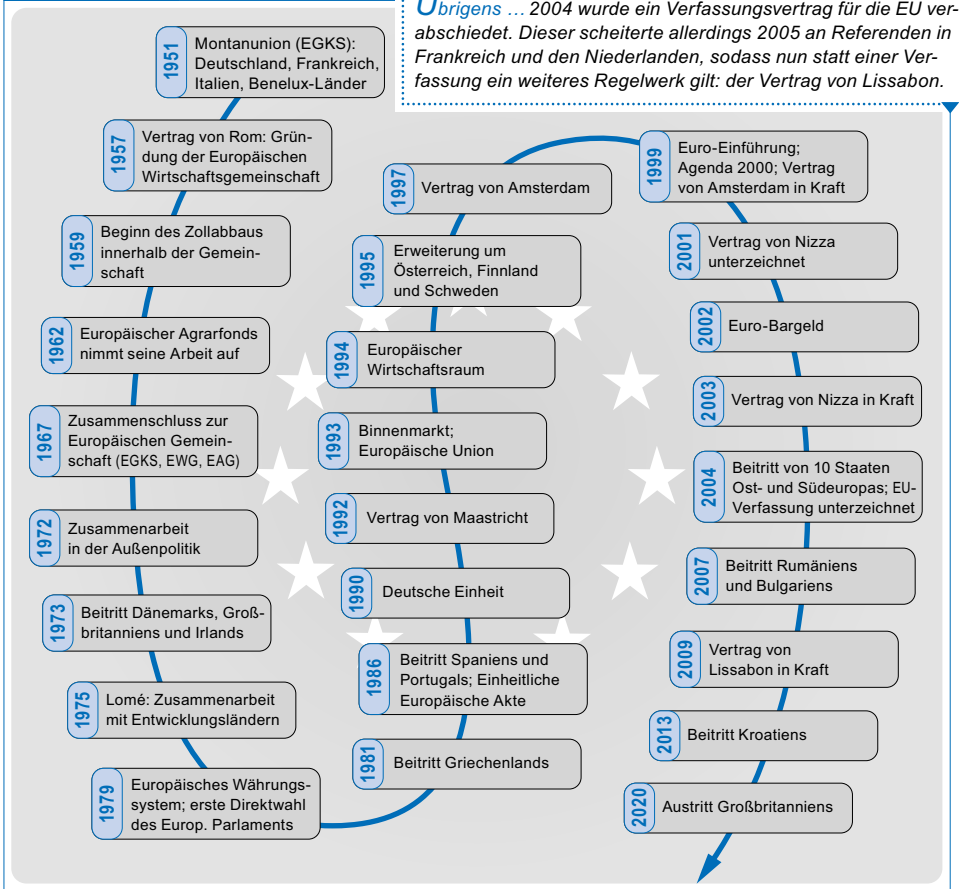 Übrigens ... 2004 wurde ein Verfassungsvertrag für die EU ver-
abschiedet. Dieser scheiterte allerdings 2005 an Referenden in
Frankreich und den Niederlanden, sodass nun statt einer Ver-
fassung ein weiteres Regelwerk gilt: der Vertrag von Lissabon.
1951
Montanunion (EGKS):
Deutschland, Frankreich,
Italien, Benelux-Länder
1957
Vertrag von Rom: Grün-
dung der Europäischen
Wirtschaftsgemeinschaft
1959
Beginn des Zollabbaus
innerhalb der Gemein-
schaft
1962
Europäischer Agrarfonds
nimmt seine Arbeit auf
1967
Zusammenschluss zur
Europäischen Gemein-
schaft (EGKS, EWG, EAG)
1972
Zusammenarbeit
in der Außenpolitik
1973
Beitritt Dänemarks, Groß-
britanniens und Irlands
1975
Lomé: Zusammenarbeit
mit Entwicklungsländern
1979
Europäisches Währungs-
system; erste Direktwahl
des Europ. Parlaments
1981
Beitritt Griechenlands
1986
Beitritt Spaniens und
Portugals; Einheitliche
Europäische Akte
1990
Deutsche Einheit
1992
Vertrag von Maastricht
1993
Binnenmarkt;
Europäische Union
1994
Europäischer
Wirtschaftsraum
1995
Erweiterung um
Österreich, Finnland
und Schweden
1997
Vertrag von Amsterdam
1999
Euro-Einführung;
Agenda 2000; Vertrag
von Amsterdam in Kraft
2001
Vertrag von Nizza
unterzeichnet
2002
Euro-Bargeld
2003
Vertrag von Nizza in Kraft
2004
Beitritt von 10 Staaten
Ost- und Südeuropas; EU-
Verfassung unterzeichnet
2007
Beitritt Rumäniens
und Bulgariens
2009
Vertrag von
Lissabon in Kraft
2013
Beitritt Kroatiens
2020
Austritt Großbritanniens